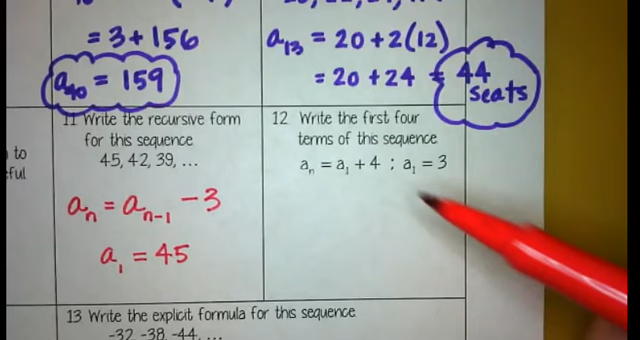 = 3 + 156
a₄₀ = 159
a₁₃ = 20 + 2(12)
= 20 + 24 = 44 seats
to
ful
11 Write the recursive form
for this sequence
45, 42, 39, ...
aₙ = aₙ₋₁ - 3
a₁ = 45
12 Write the first four
terms of this sequence
aₙ = a₁ + 4 ; a₁ = 3
13 Write the explicit formula for this sequence
-32, -38, -44, ...